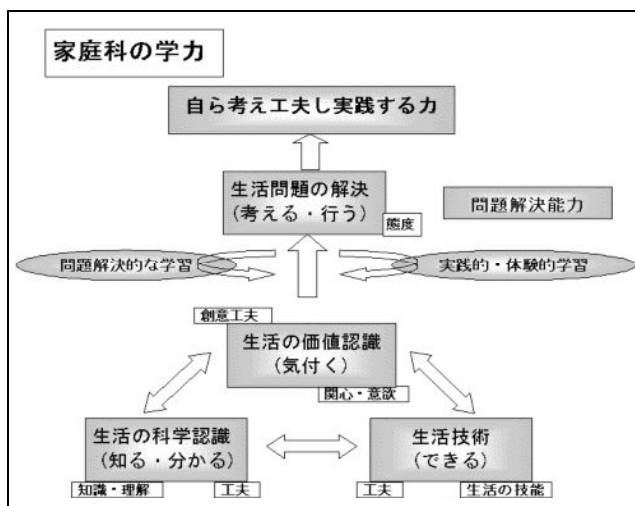 家庭科の学力
自ら考え工夫し実践する力
生活問題の解決
(考える・行う)
態度
問題解決能力
問題解決的な学習
実践的・体験的学習
創意工夫
生活の価値認識
(気付く)
関心・意欲
生活の科学認識
(知る・分かる)
知識・理解
工夫
生活技術
(できる)
工夫
生活の技能